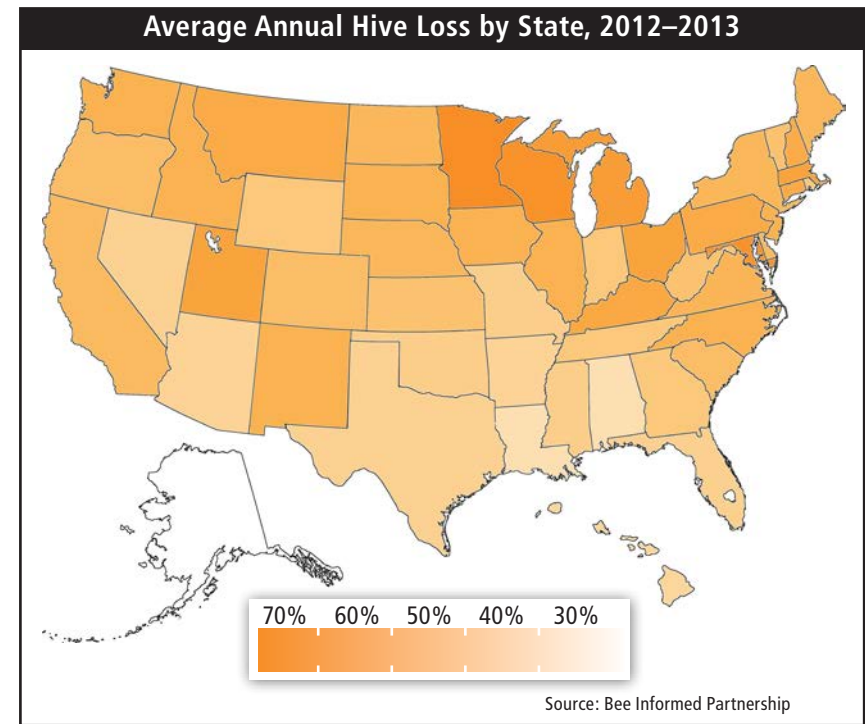 Average Annual Hive Loss by State, 2012–2013
70% 60% 50% 40% 30%
Source: Bee Informed Partnership